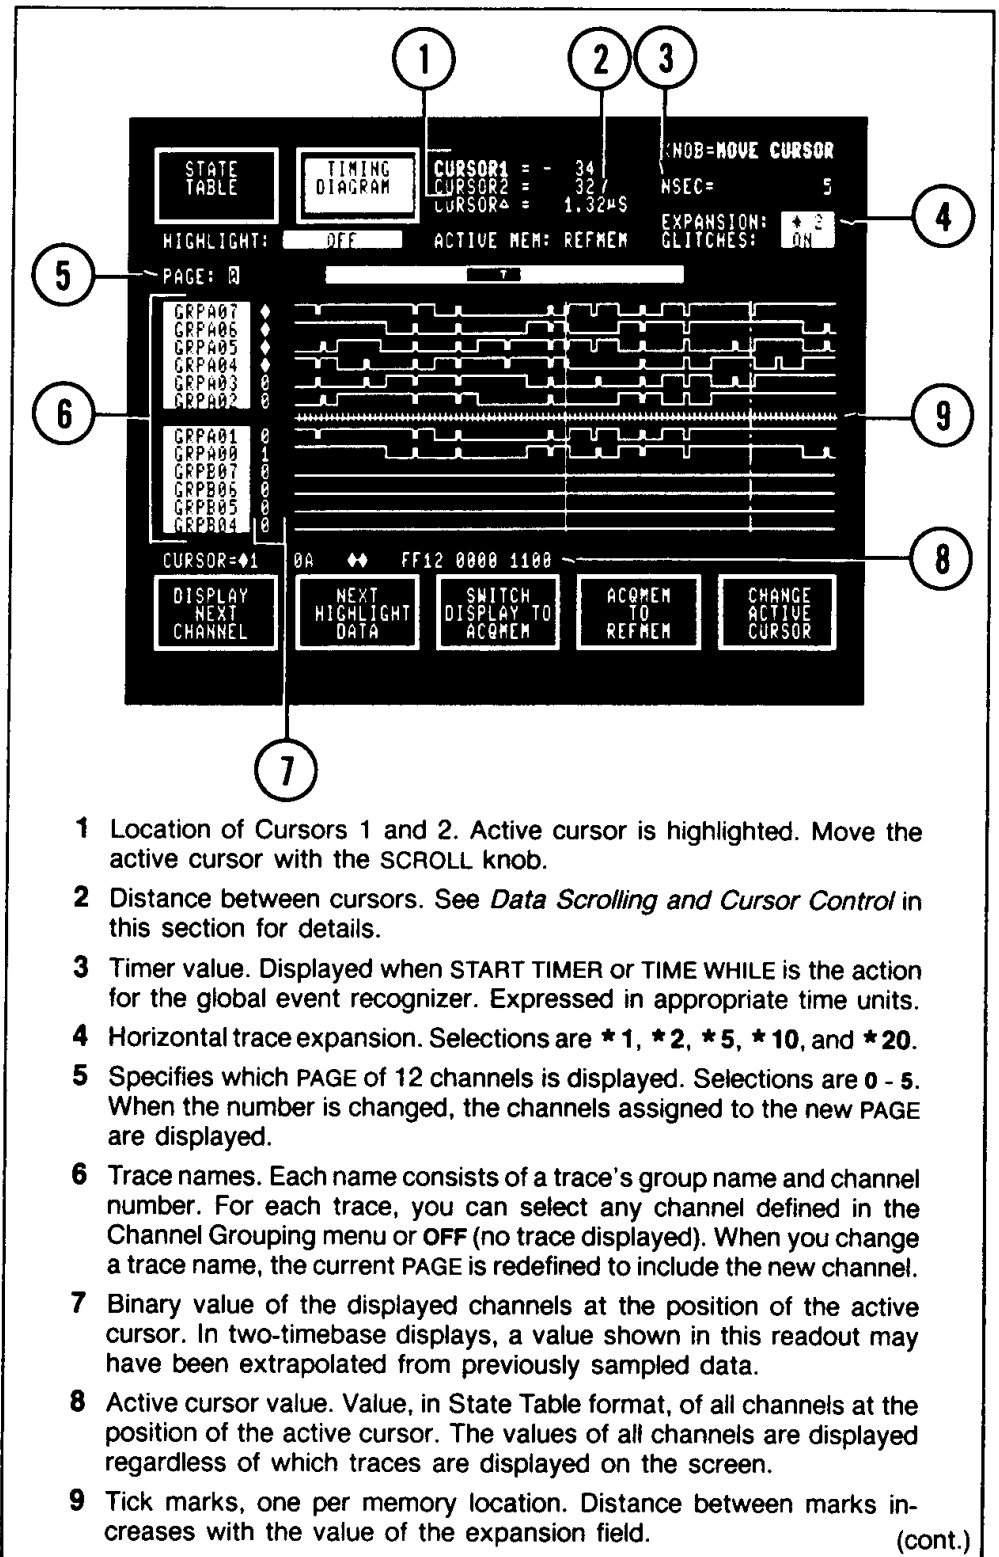 1 2 3
KNOB=MOVE CURSOR
STATE TABLE
TIMING DIAGRAM
CURSOR1 = - 34
CURSOR2 = 32
CURSOR△ = 1.32µS
NSEC= 5
EXPANSION: * 2
GLITCHES: ON
4
HIGHLIGHT: OFF
ACTIVE MEM: REFMEM
5
PAGE: 0
T
GRPA07 ♦
GRPA06 ♦
GRPA05 ♦
GRPA04 ♦
GRPA03 0
GRPA02 0
6
9
GRPA01 0
GRPA00 1
GRPB07 0
GRPB06 0
GRPB05 0
GRPB04 0
CURSOR=♦1 0A ♦♦ FF12 0000 1100
8
DISPLAY NEXT CHANNEL
NEXT HIGHLIGHT DATA
SWITCH DISPLAY TO ACQMEM
ACQMEM TO REFMEM
CHANGE ACTIVE CURSOR
7
1 Location of Cursors 1 and 2. Active cursor is highlighted. Move the
active cursor with the SCROLL knob.
2 Distance between cursors. See Data Scrolling and Cursor Control in
this section for details.
3 Timer value. Displayed when START TIMER or TIME WHILE is the action
for the global event recognizer. Expressed in appropriate time units.
4 Horizontal trace expansion. Selections are *1, *2, *5, *10, and *20.
5 Specifies which PAGE of 12 channels is displayed. Selections are 0 - 5.
When the number is changed, the channels assigned to the new PAGE
are displayed.
6 Trace names. Each name consists of a trace's group name and channel
number. For each trace, you can select any channel defined in the
Channel Grouping menu or OFF (no trace displayed). When you change
a trace name, the current PAGE is redefined to include the new channel.
7 Binary value of the displayed channels at the position of the active
cursor. In two-timebase displays, a value shown in this readout may
have been extrapolated from previously sampled data.
8 Active cursor value. Value, in State Table format, of all channels at the
position of the active cursor. The values of all channels are displayed
regardless of which traces are displayed on the screen.
9 Tick marks, one per memory location. Distance between marks in-
creases with the value of the expansion field.
(cont.)